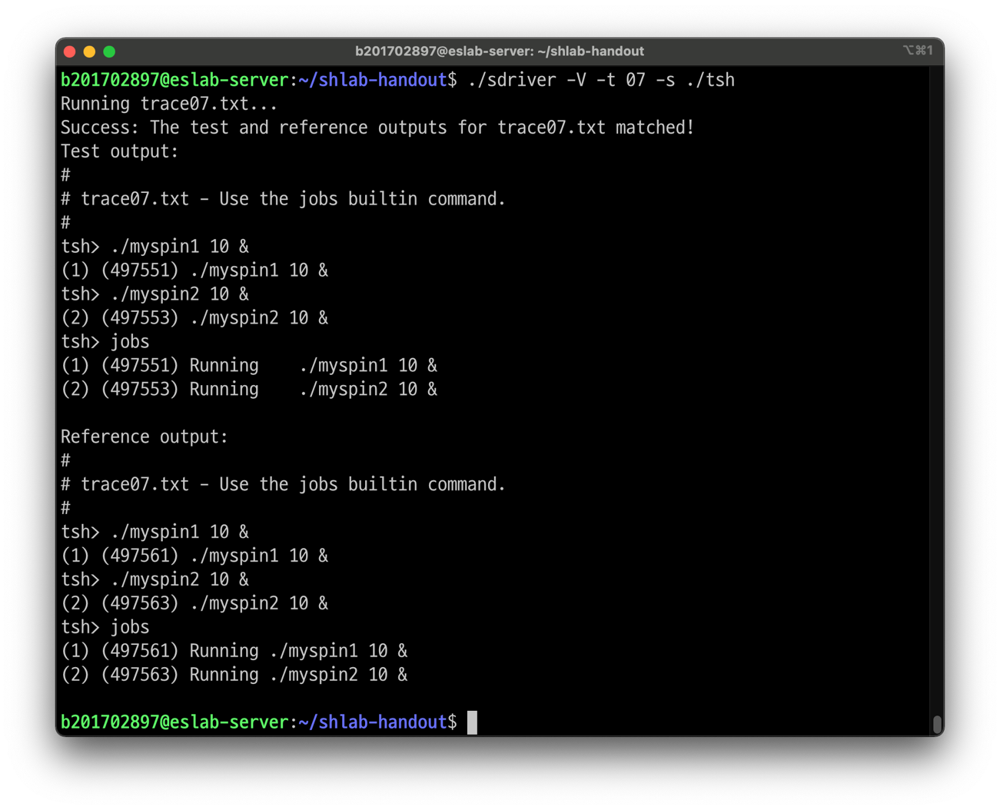 b201702897@eslab-server: ~/shlab-handout
⌥⌘1
b201702897@eslab-server:~/shlab-handout$ ./sdriver -V -t 07 -s ./tsh
Running trace07.txt...
Success: The test and reference outputs for trace07.txt matched!
Test output:
#
# trace07.txt - Use the jobs builtin command.
#
tsh> ./myspin1 10 &
(1) (497551) ./myspin1 10 &
tsh> ./myspin2 10 &
(2) (497553) ./myspin2 10 &
tsh> jobs
(1) (497551) Running    ./myspin1 10 &
(2) (497553) Running    ./myspin2 10 &
Reference output:
#
# trace07.txt - Use the jobs builtin command.
#
tsh> ./myspin1 10 &
(1) (497561) ./myspin1 10 &
tsh> ./myspin2 10 &
(2) (497563) ./myspin2 10 &
tsh> jobs
(1) (497561) Running ./myspin1 10 &
(2) (497563) Running ./myspin2 10 &
b201702897@eslab-server:~/shlab-handout$